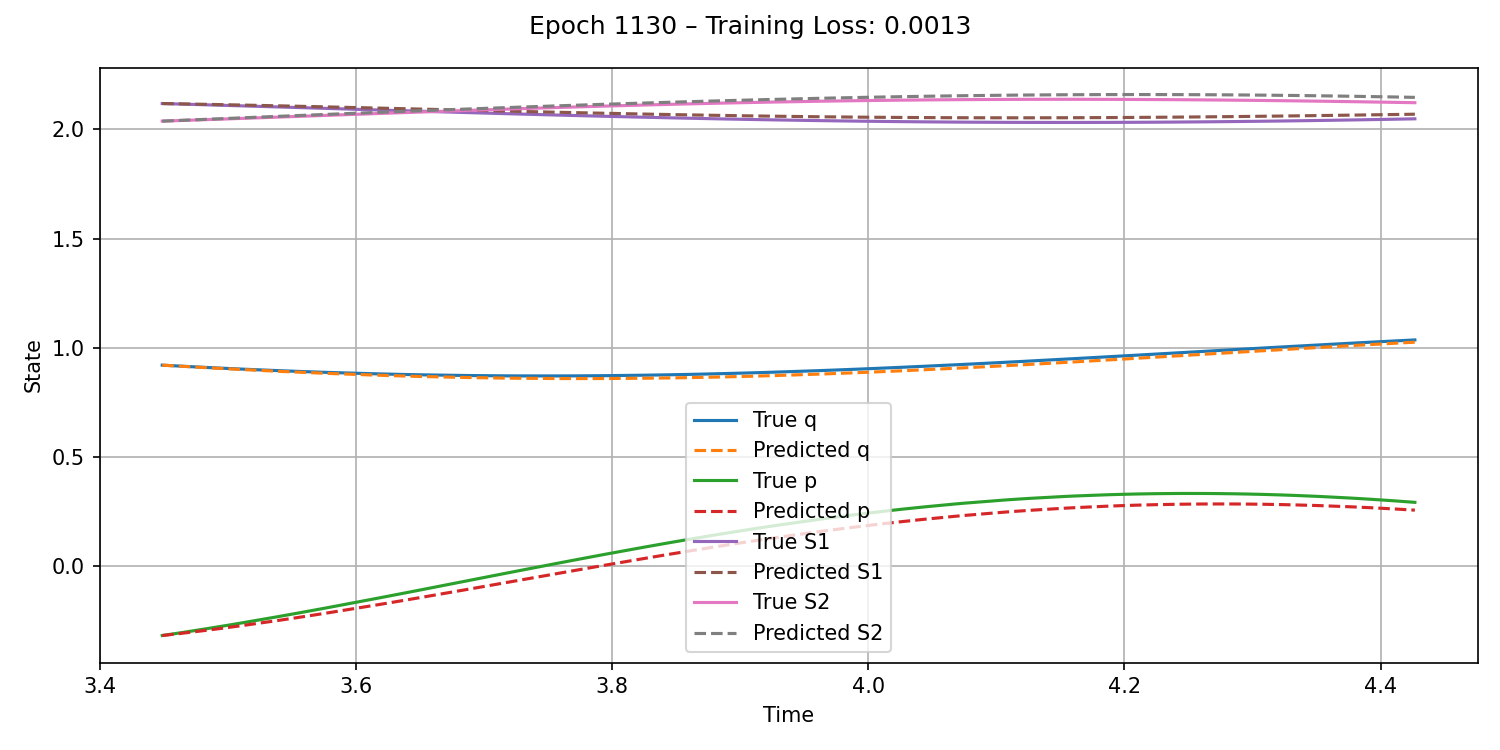 Epoch 1130 – Training Loss: 0.0013
State
2.0
1.5
1.0
0.5
0.0
True q
Predicted q
True p
Predicted p
True S1
Predicted S1
True S2
Predicted S2
3.4 3.6 3.8 4.0 4.2 4.4
Time